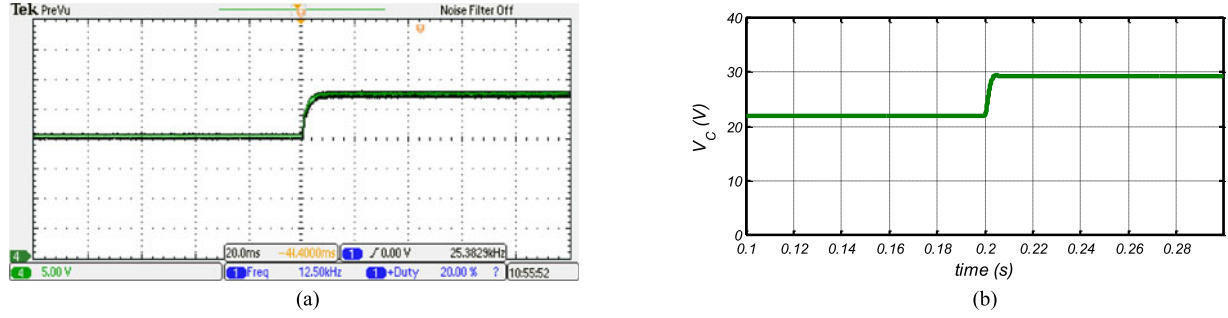 Tek PreVu
Noise Filter Off
4
20.0ms
-41.4000ms
1 ƒ 0.00 V
25.3829kHz
4 5.00 V
1 Freq 12.50kHz
1 +Duty 20.00 % ?
10:55:52
(a)
40
30
20
10
0
V_C (V)
0.1 0.12 0.14 0.16 0.18 0.2 0.22 0.24 0.26 0.28
time (s)
(b)